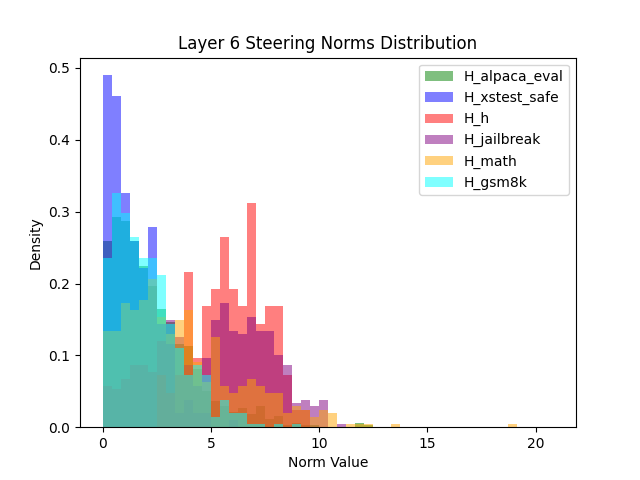 Layer 6 Steering Norms Distribution
0.5
0.4
0.3
0.2
0.1
0.0
Density
H_alpaca_eval
H_xstest_safe
H_h
H_jailbreak
H_math
H_gsm8k
0
5
10
15
20
Norm Value